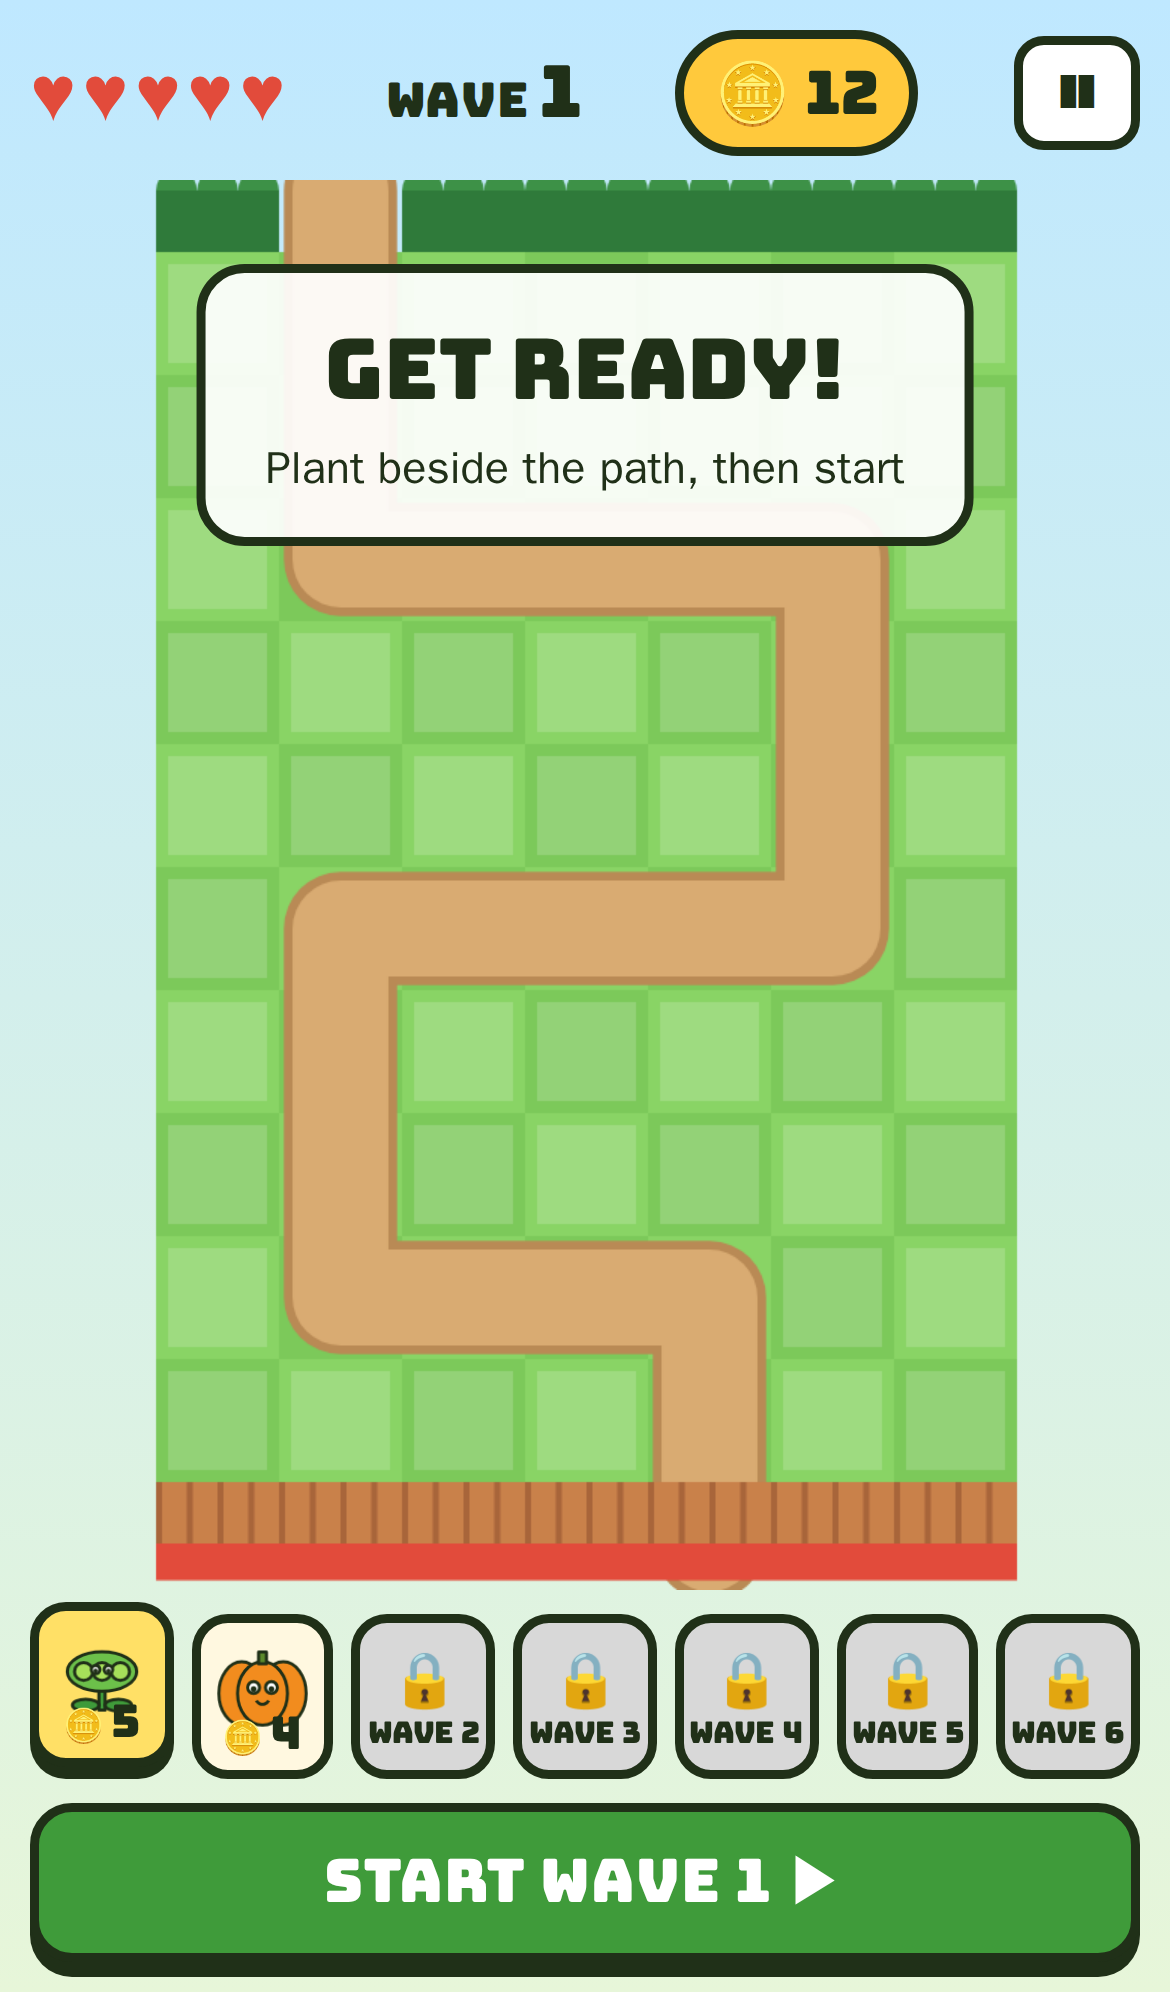 WAVE 1
12
GET READY!
Plant beside the path, then start
5
4
WAVE 2
WAVE 3
WAVE 4
WAVE 5
WAVE 6
START WAVE 1 ▶